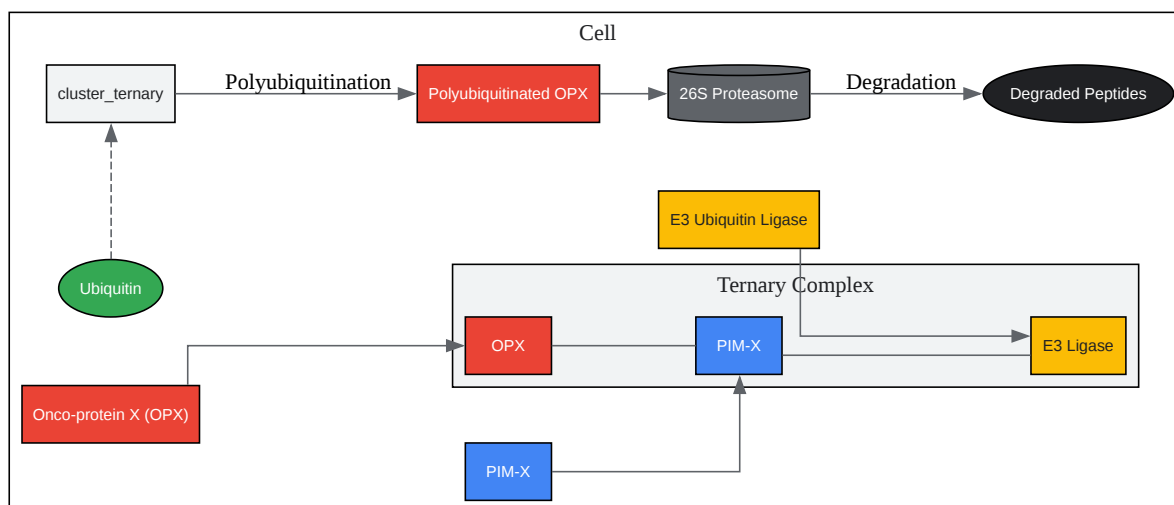 Cell
cluster_ternary
Polyubiquitination
Polyubiquitinated OPX
26S Proteasome
Degradation
Degraded Peptides
E3 Ubiquitin Ligase
Ubiquitin
Ternary Complex
OPX
PIM-X
E3 Ligase
Onco-protein X (OPX)
PIM-X